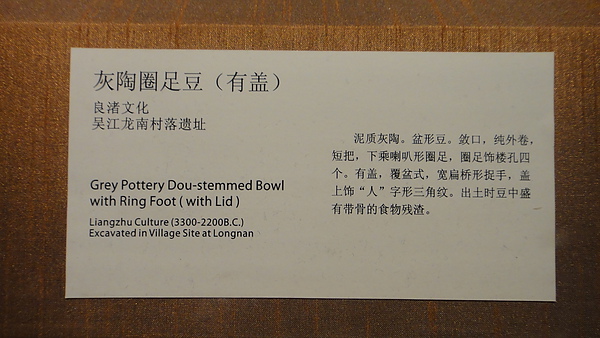 灰陶圈足豆（有盖）
良渚文化
吴江龙南村落遗址
Grey Pottery Dou-stemmed Bowl
with Ring Foot ( with Lid )
Liangzhu Culture (3300-2200B.C.)
Excavated in Village Site at Longnan
泥质灰陶。盆形豆。敛口，纯外卷，
短把，下乘喇叭形圈足，圈足饰楼孔四
个。有盖，覆盆式，宽扁桥形捉手，盖
上饰“人”字形三角纹。出土时豆中盛
有带骨的食物残渣。